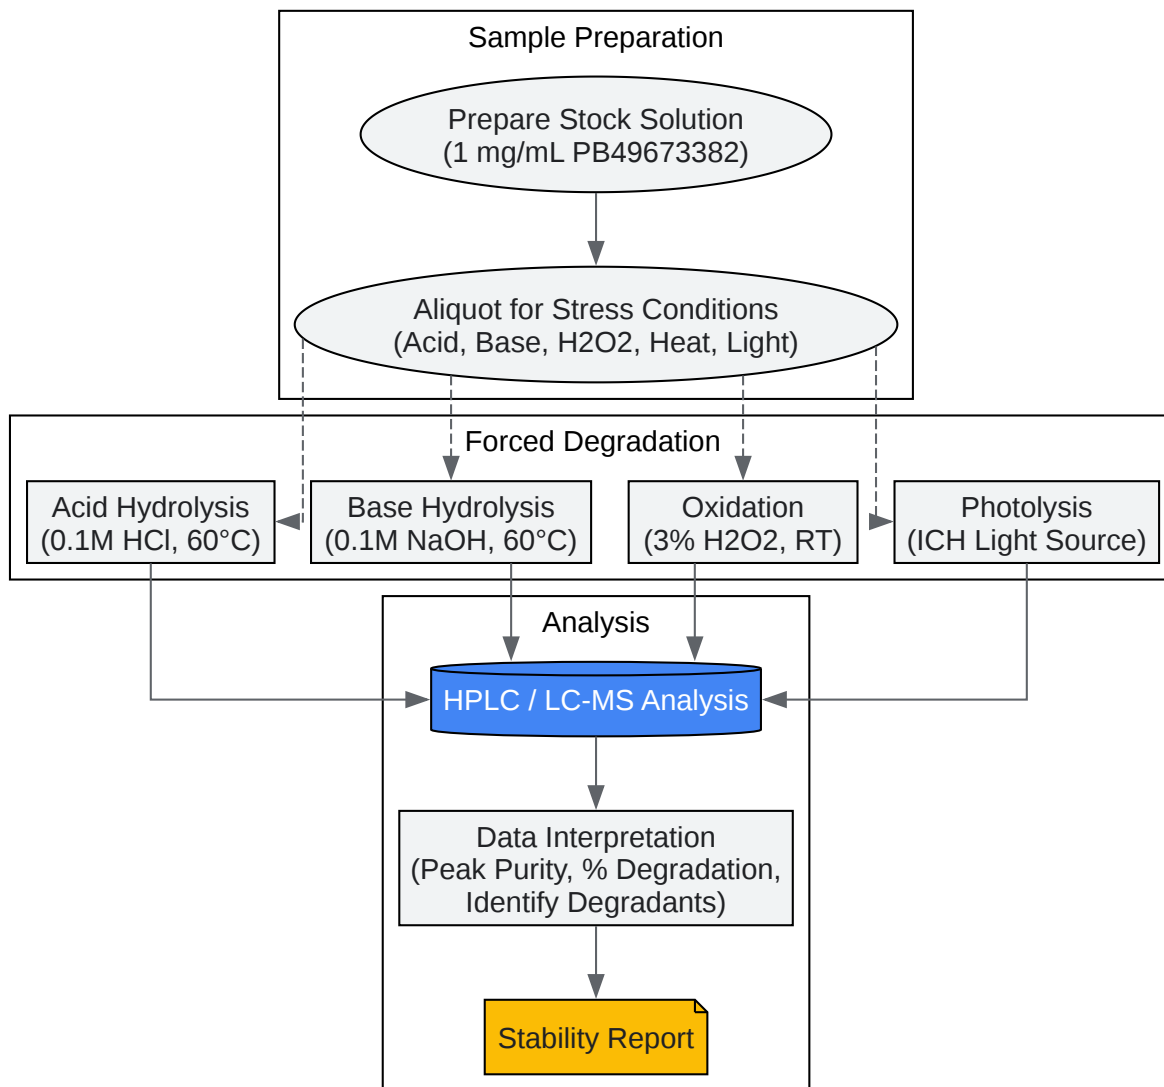 Sample Preparation
Prepare Stock Solution
(1 mg/mL PB49673382)
Aliquot for Stress Conditions
(Acid, Base, H2O2, Heat, Light)
Forced Degradation
Acid Hydrolysis
(0.1M HCl, 60°C)
Base Hydrolysis
(0.1M NaOH, 60°C)
Oxidation
(3% H2O2, RT)
Photolysis
(ICH Light Source)
Analysis
HPLC / LC-MS Analysis
Data Interpretation
(Peak Purity, % Degradation,
Identify Degradants)
Stability Report